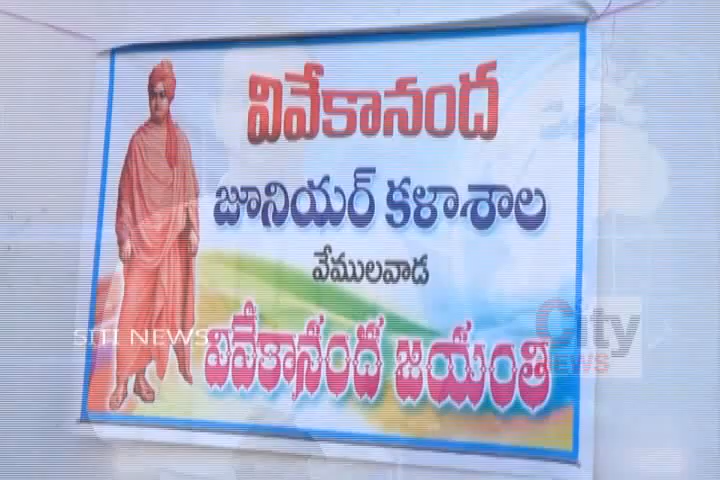 వివేకానంద
జూనియర్ కళాశాల
వేములవాడ
SITI NEWS
వివేకానంద జయంతి
City
NEWS